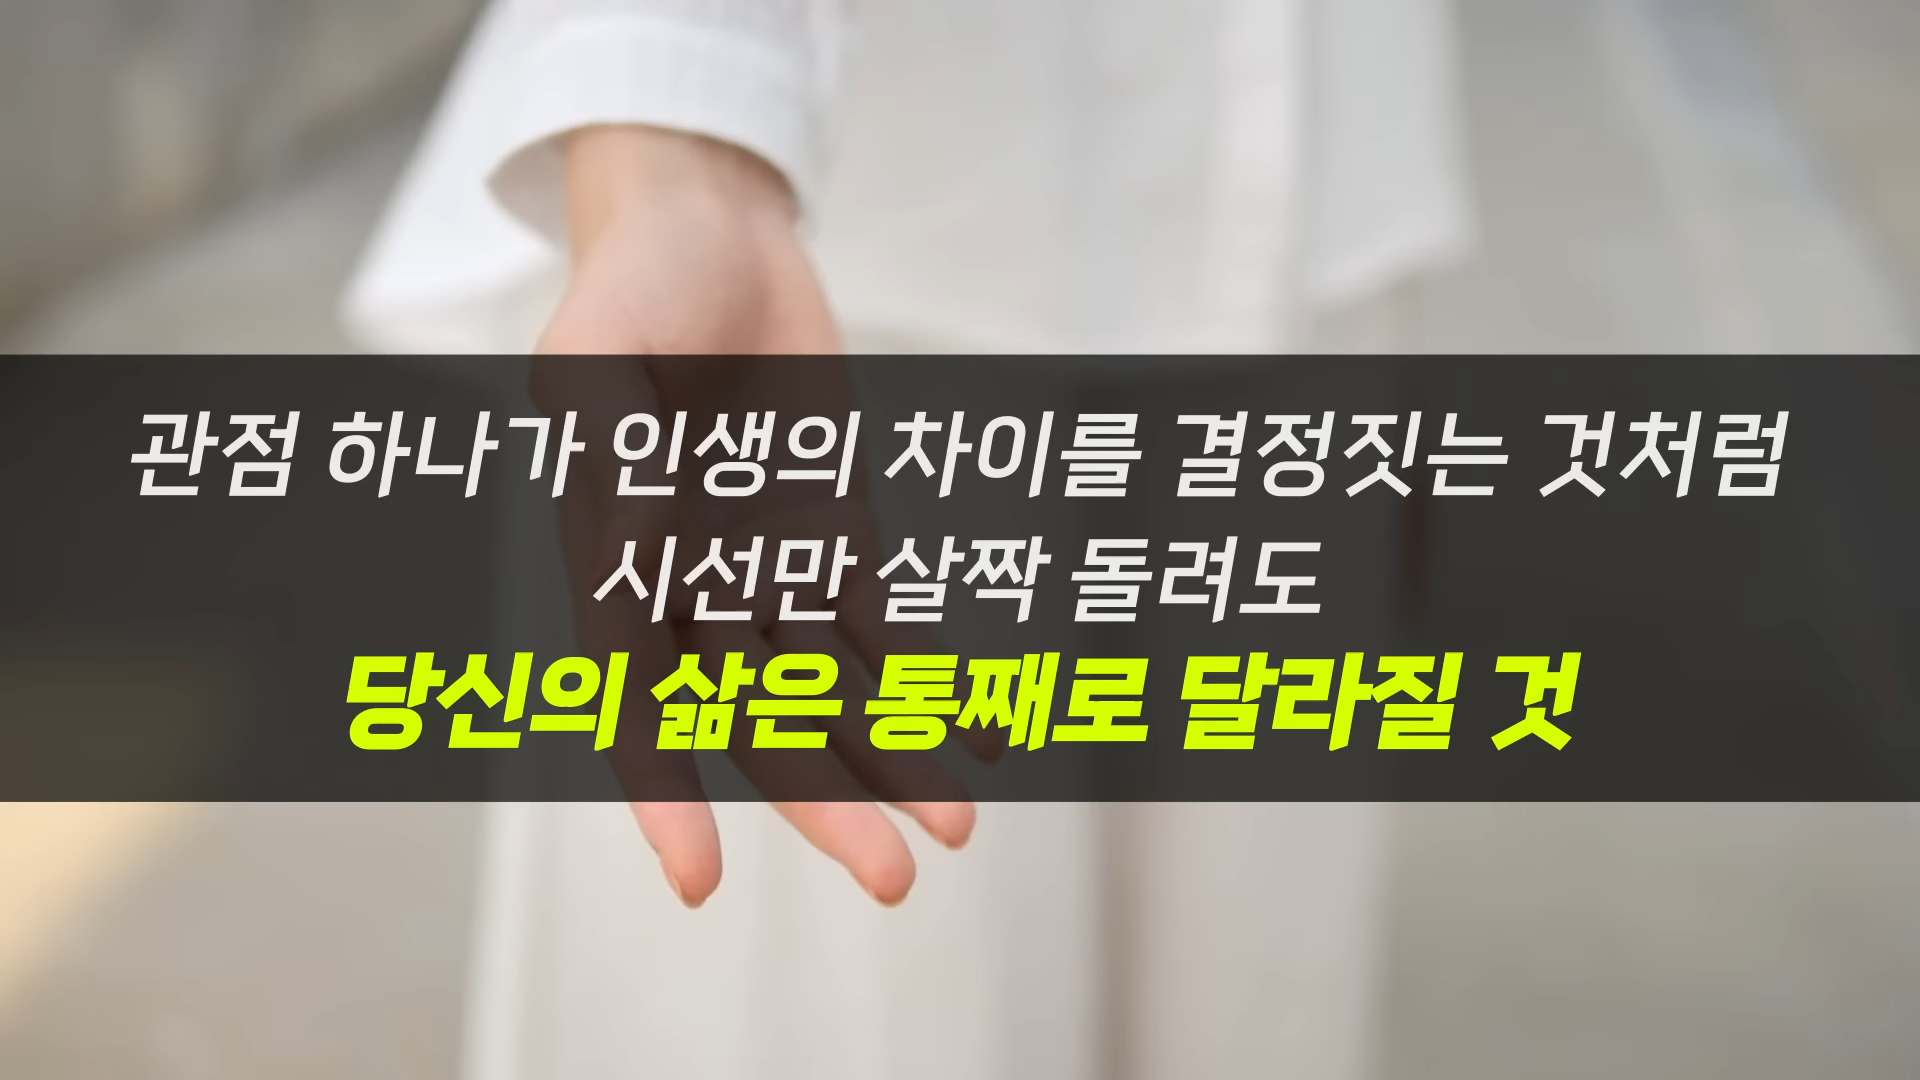 관점 하나가 인생의 차이를 결정짓는 것처럼
시선만 살짝 돌려도
당신의 삶은 통째로 달라질 것